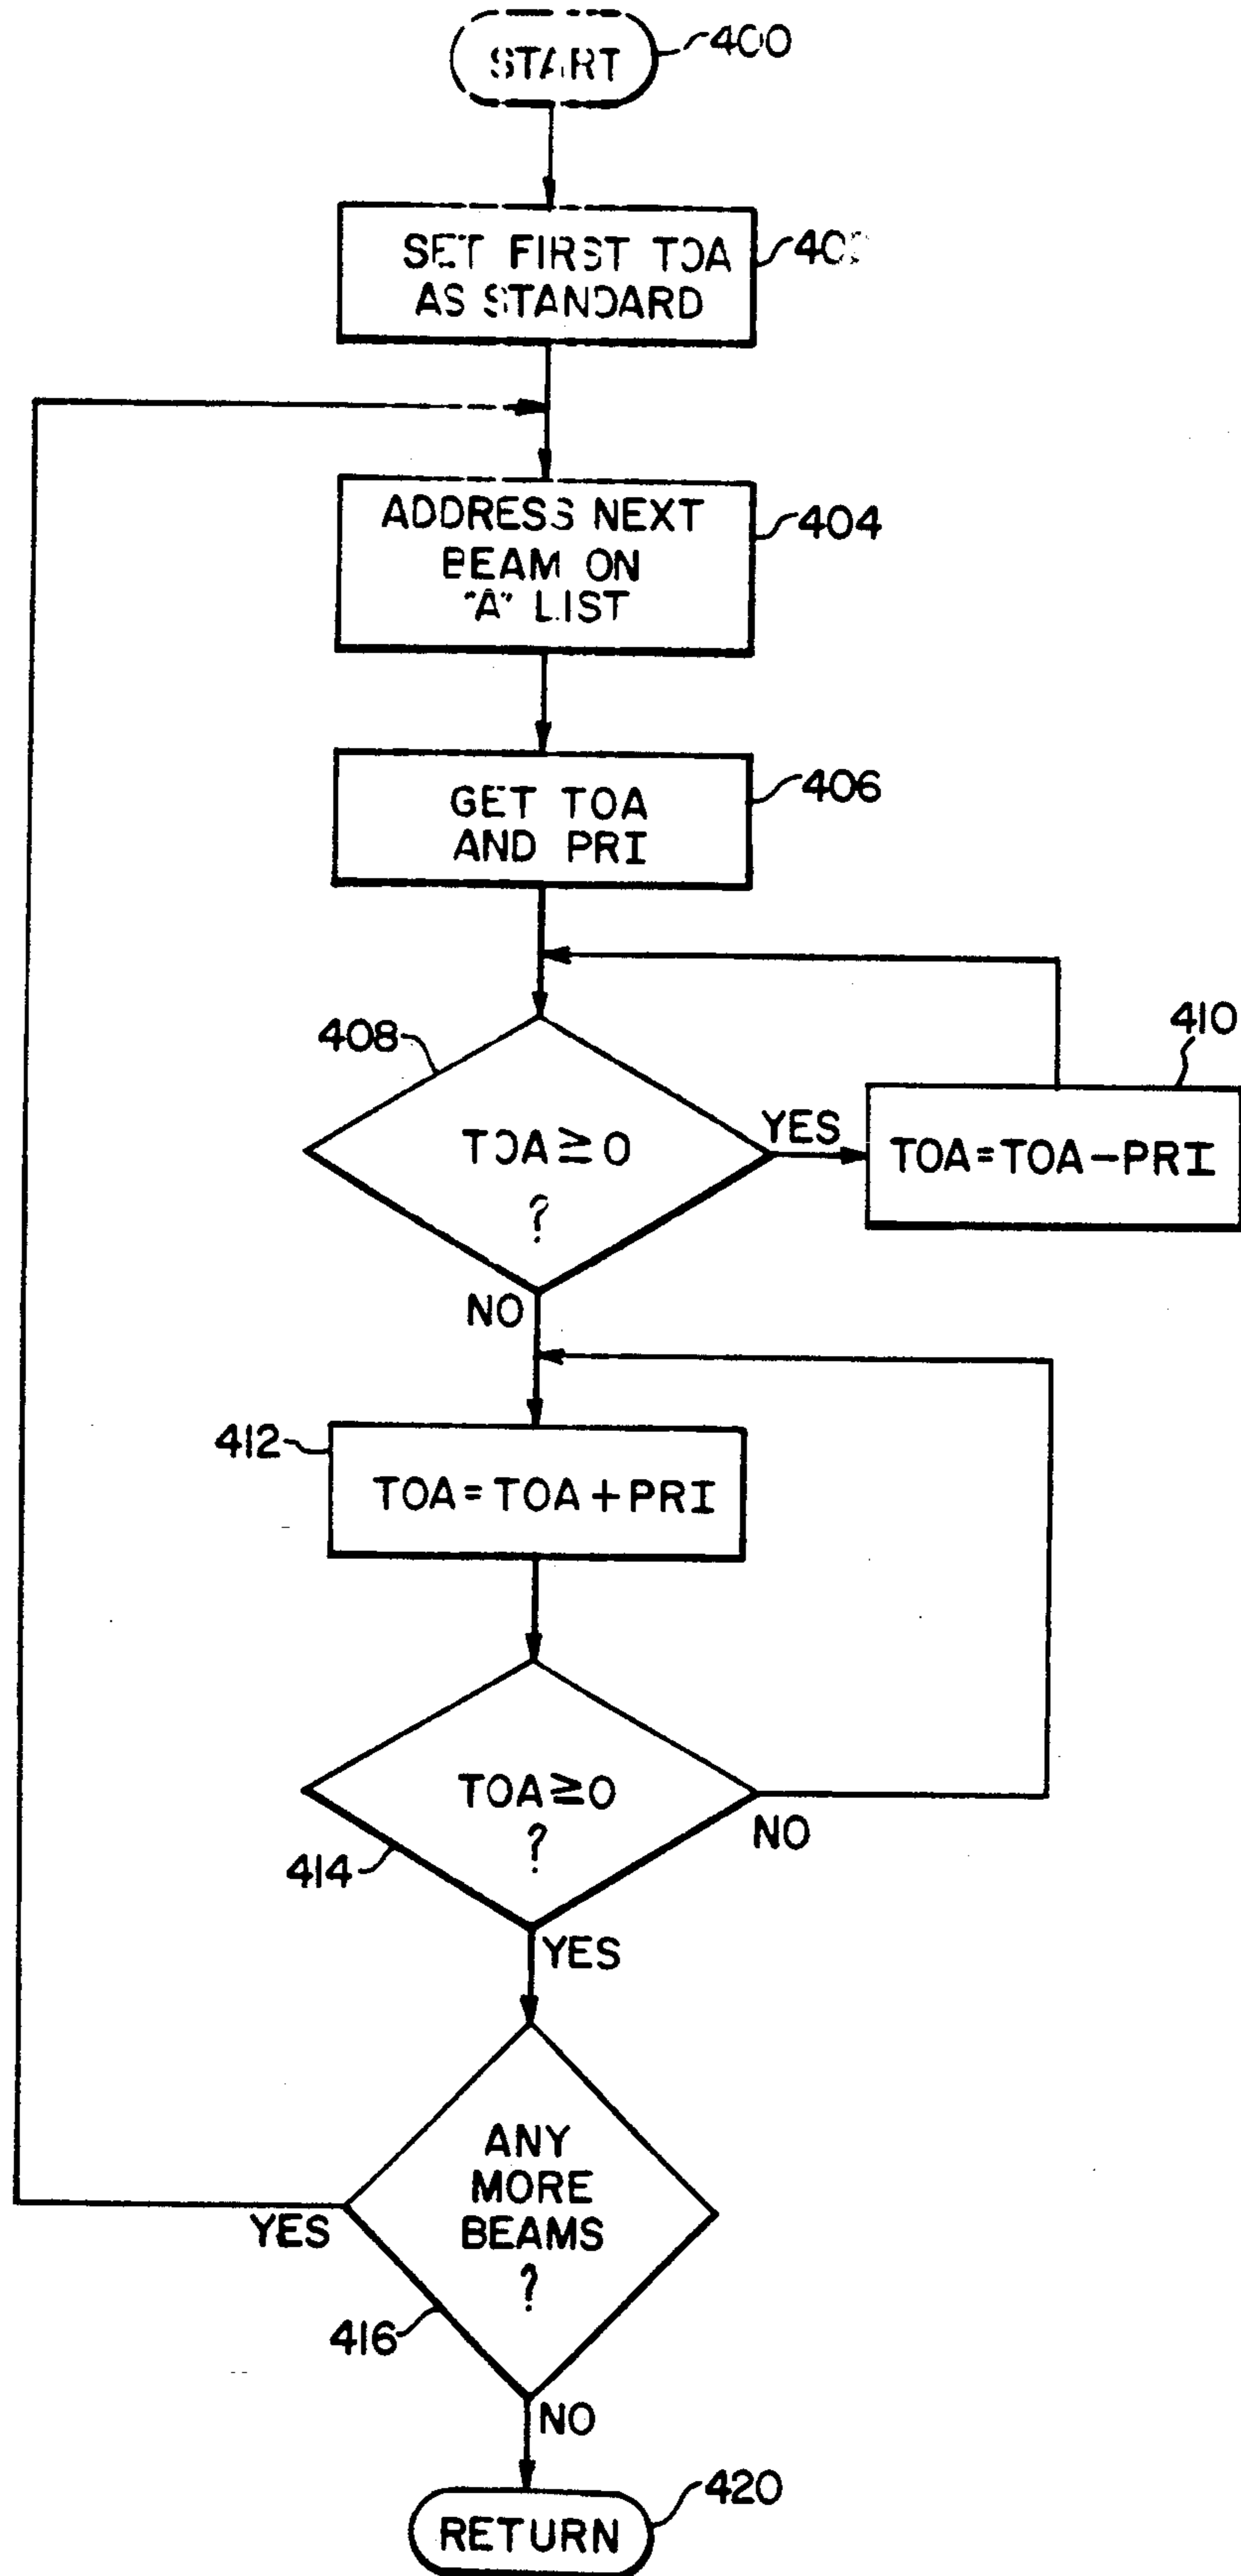 START
400
SET FIRST TOA
AS STANDARD
ADDRESS NEXT
BEAM ON
"A" LIST
404
GET TOA
AND PRI
406
408
TOA ≧ 0
?
YES
410
TOA = TOA – PRI
NO
412
TOA = TOA + PRI
TOA ≧ 0
?
NO
414
YES
ANY
MORE
BEAMS
?
YES
416
NO
RETURN
420